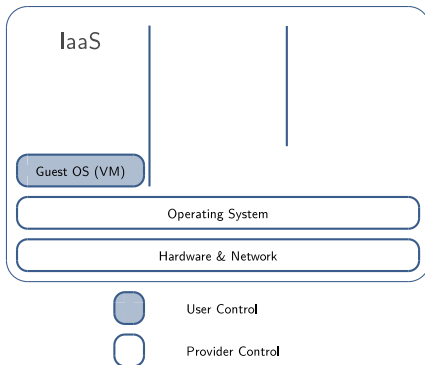 IaaS
Guest OS (VM)
Operating System
Hardware & Network
User Control
Provider Control